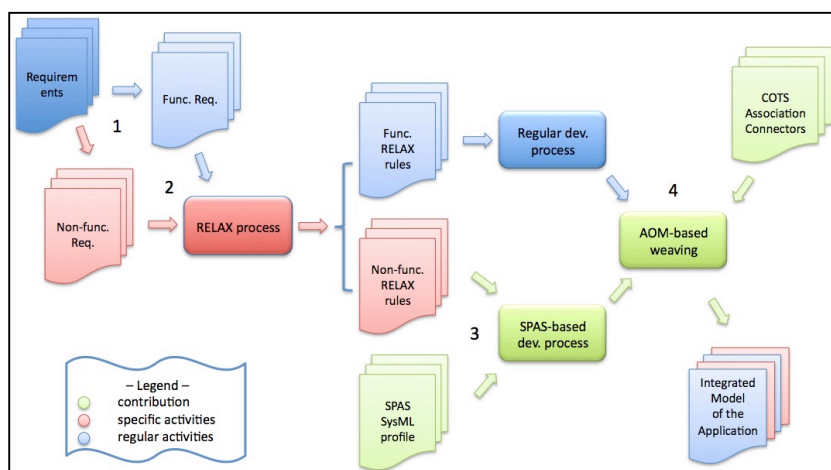 Requirem
ents
1
Func. Req.
2
Non-func.
Req.
RELAX process
Func.
RELAX
rules
Non-func.
RELAX
rules
Regular dev.
process
3
SPAS-based
dev. process
SPAS
SysML
profile
4
AOM-based
weaving
COTS
Association
Connectors
Integrated
Model
of the
Application
– Legend –
contribution
specific activities
regular activities